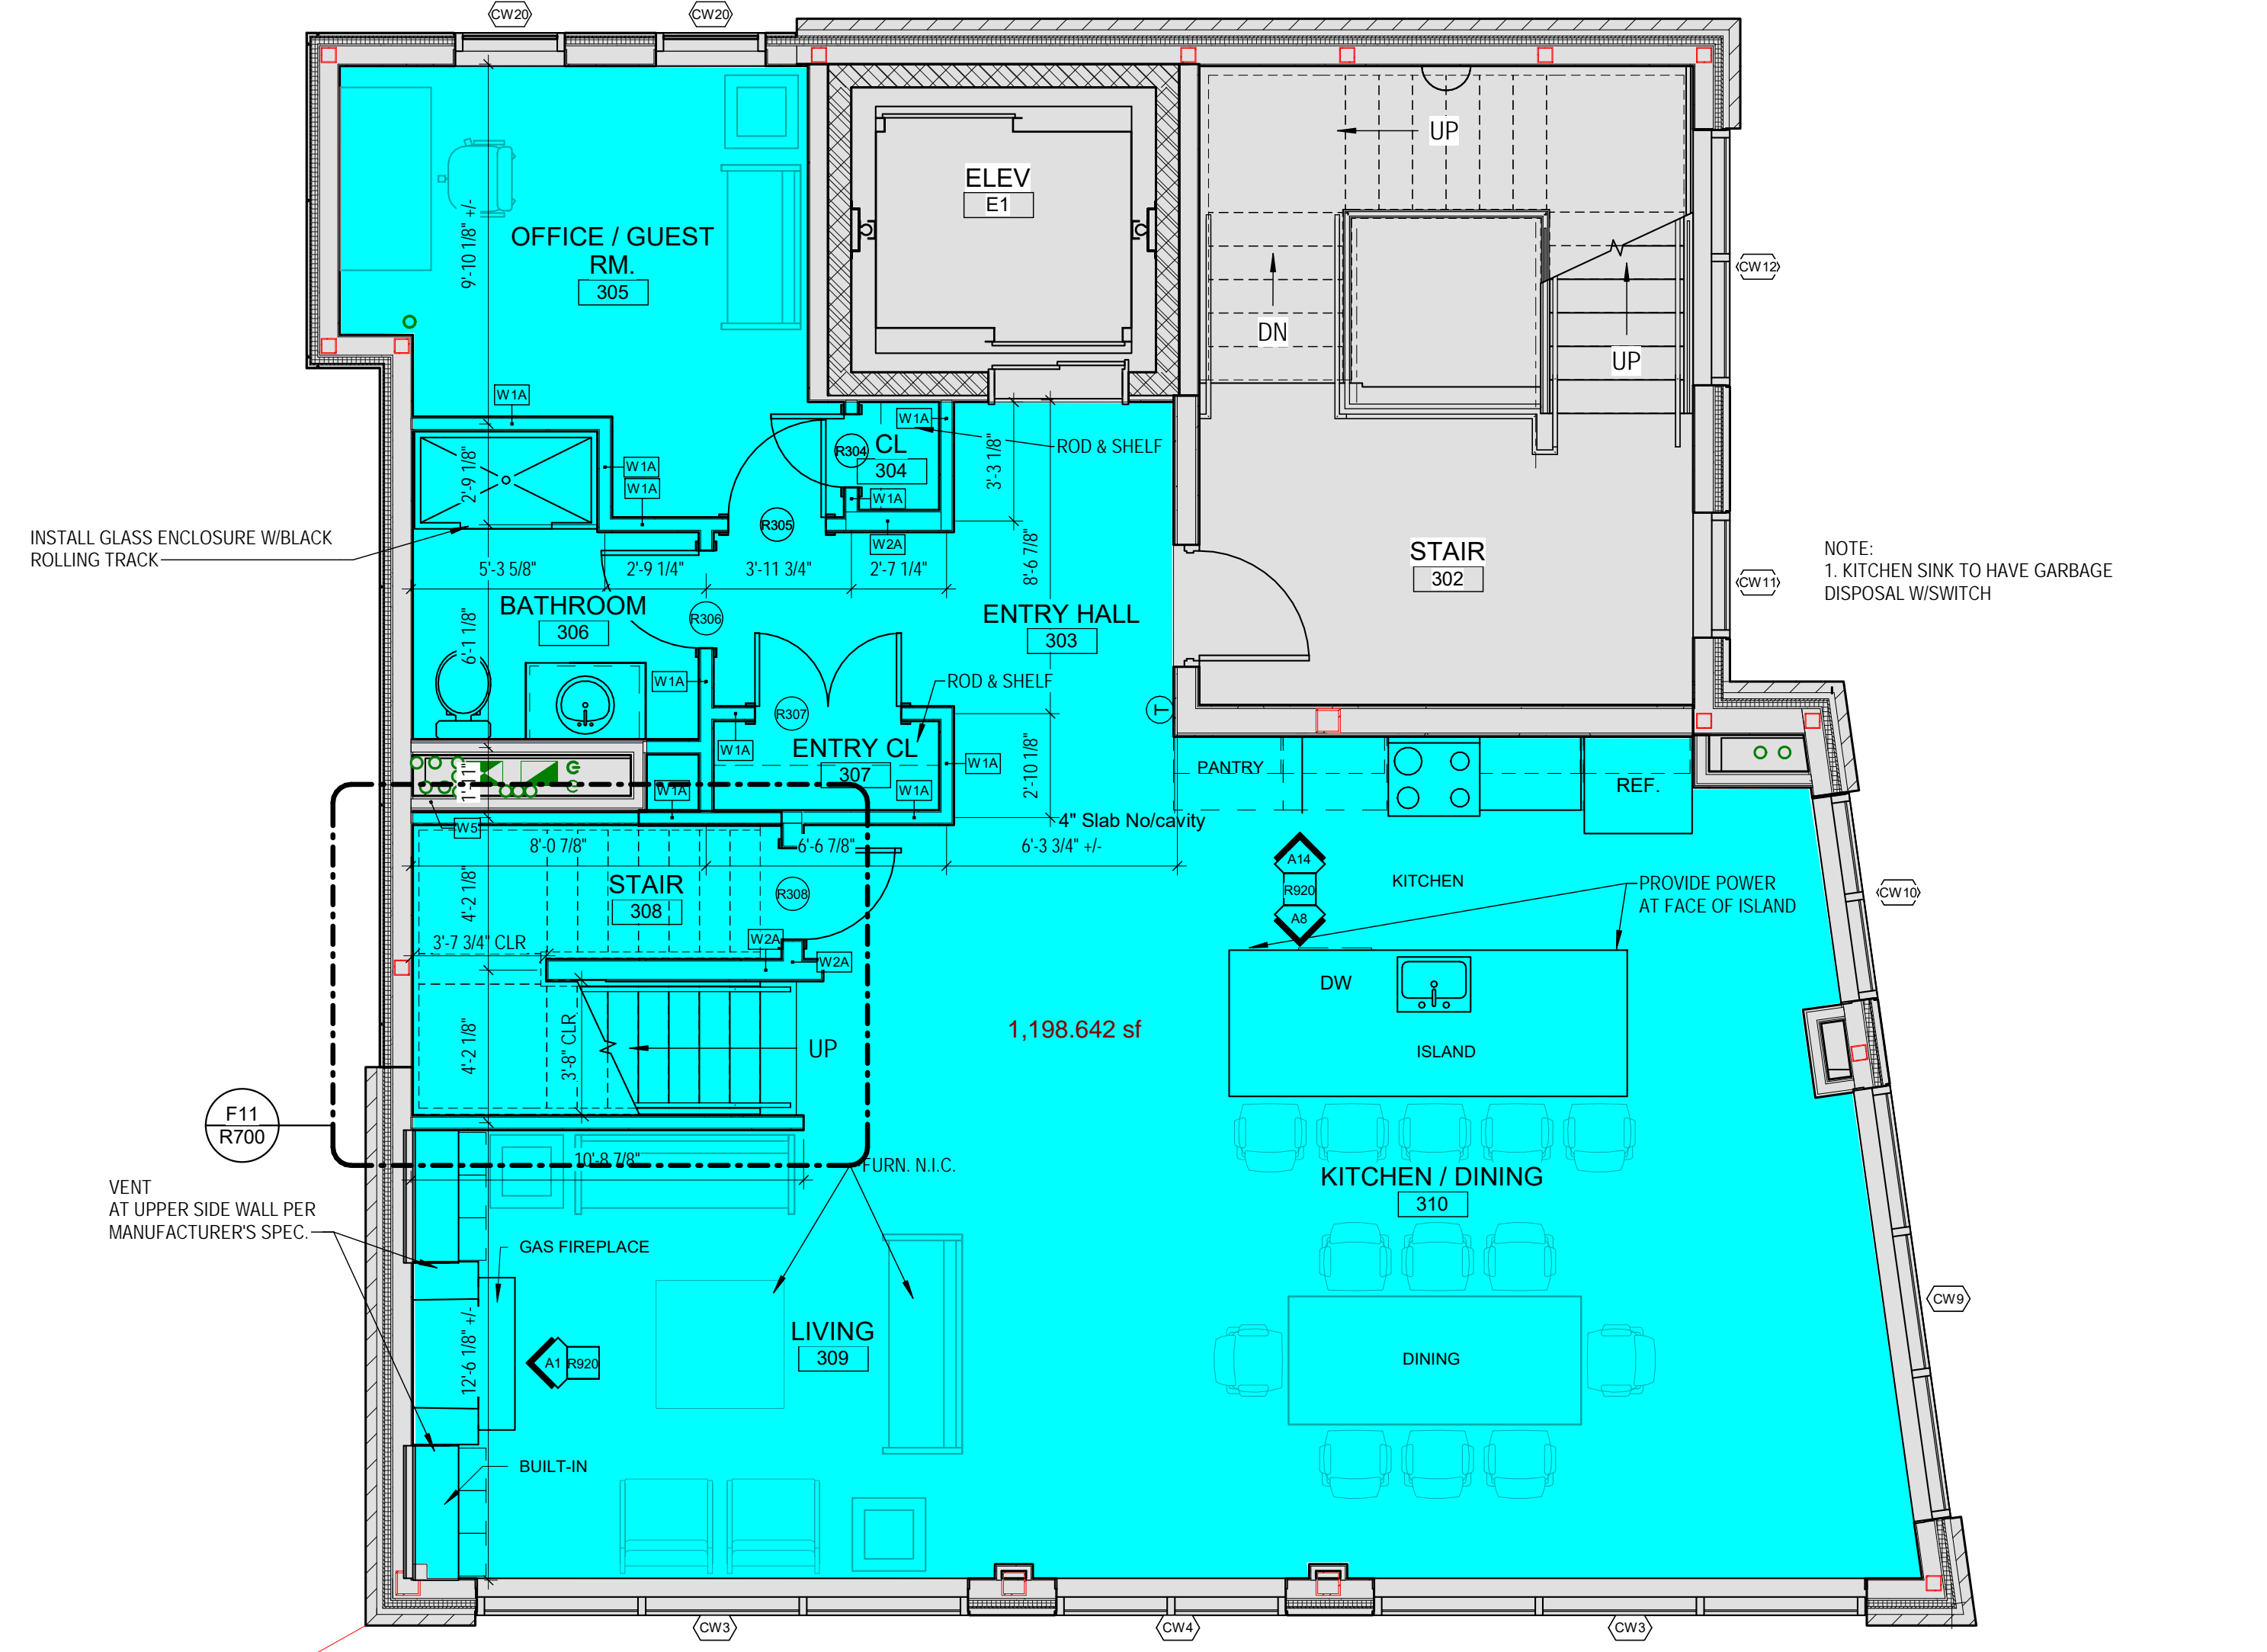 CW20
CW20
UP
ELEV
E1
9'-10 1/8" +/-
OFFICE / GUEST
RM.
305
CW12
DN
UP
W1A
W1A
ROD & SHELF
R304
CL
304
3'-3 1/8"
W1A
W1A
2'-9 1/8"
W1A
R305
INSTALL GLASS ENCLOSURE W/BLACK
ROLLING TRACK
W2A
8'-6 7/8"
STAIR
302
NOTE:
1. KITCHEN SINK TO HAVE GARBAGE
DISPOSAL W/SWITCH
CW11
5'-3 5/8"
2'-9 1/4"
3'-11 3/4"
2'-7 1/4"
BATHROOM
306
R306
ENTRY HALL
303
6'-1 1/8"
W1A
ROD & SHELF
R307
T
W1A
ENTRY CL
307
W1A
2'-10 1/8"
PANTRY
REF.
1'-11"
W1A
W1A
W5
4" Slab No/cavity
8'-0 7/8"
6'-6 7/8"
6'-3 3/4" +/-
A14
R920
A8
KITCHEN
PROVIDE POWER
AT FACE OF ISLAND
CW10
STAIR
308
R308
4'-2 1/8"
3'-7 3/4" CLR
W2A
W2A
DW
1,198.642 sf
4'-2 1/8"
3'-8" CLR
UP
ISLAND
F11
R700
10'-8 7/8"
FURN. N.I.C.
KITCHEN / DINING
310
VENT
AT UPPER SIDE WALL PER
MANUFACTURER'S SPEC.
GAS FIREPLACE
CW9
12'-6 1/8" +/-
LIVING
309
A1
R920
DINING
BUILT-IN
CW3
CW4
CW3